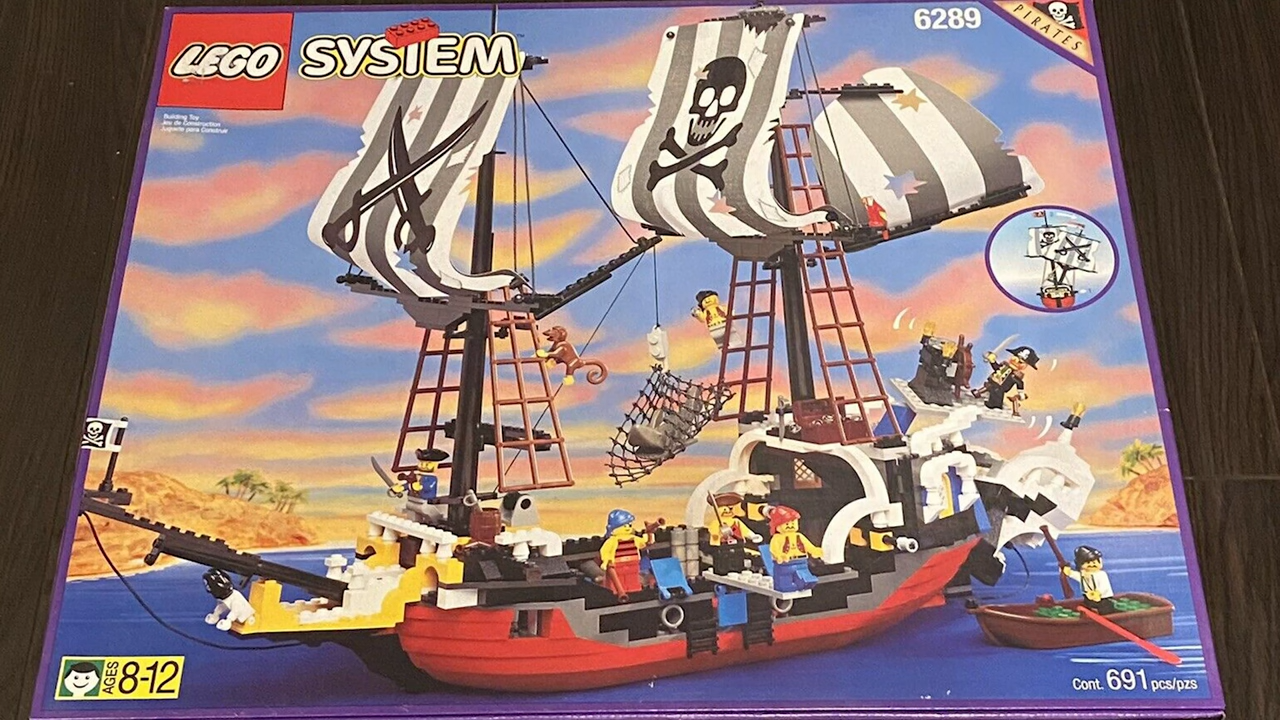 LEGO SYSTEM
Building Toy
Jeu de Construction
Juguete para Construir
6289
PIRATES
AGES 8-12
Cont. 691 pcs/pzs